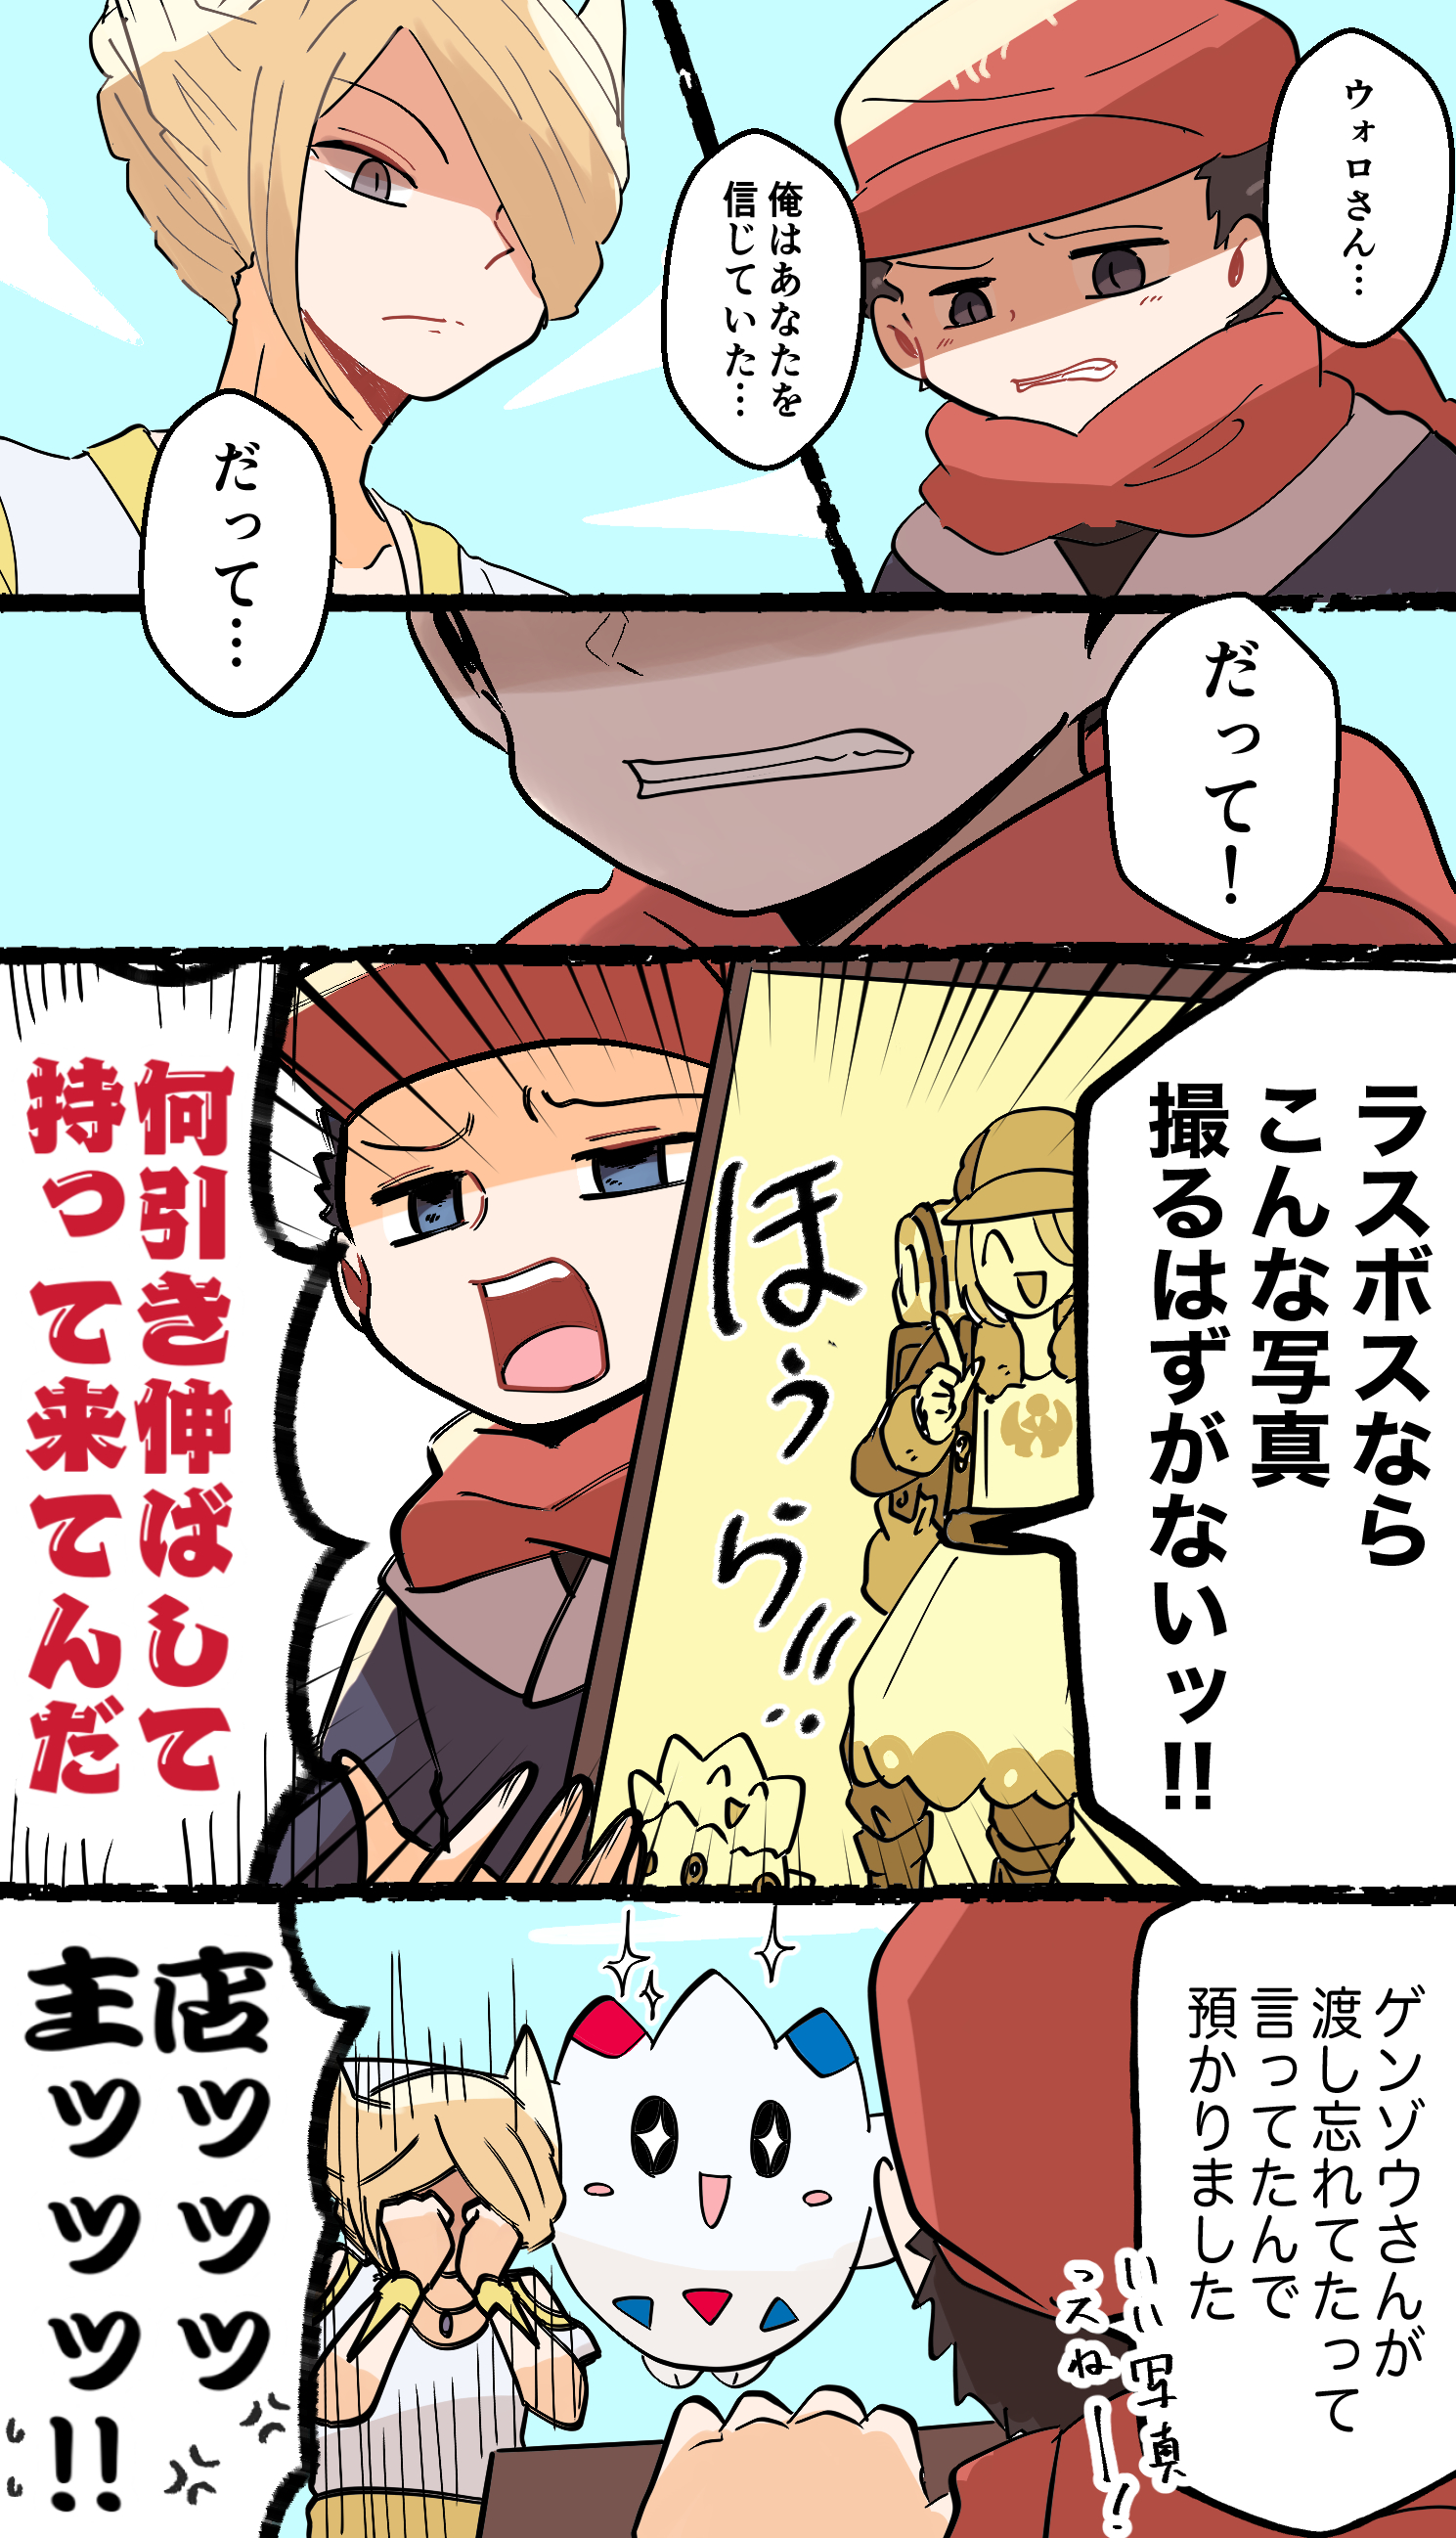 ウォロさん…
俺はあなたを
信じていた…
だって…
だって！
ラスボスなら
こんな写真
撮るはずがないッ!!
ほぅら!!
何引き伸ばして
持って来てんだ
ゲンゾウさんが
渡し忘れてたって
言ってたんで
預かりました
いい写真
っスねー！
店ッッッ
主ッッッ!!